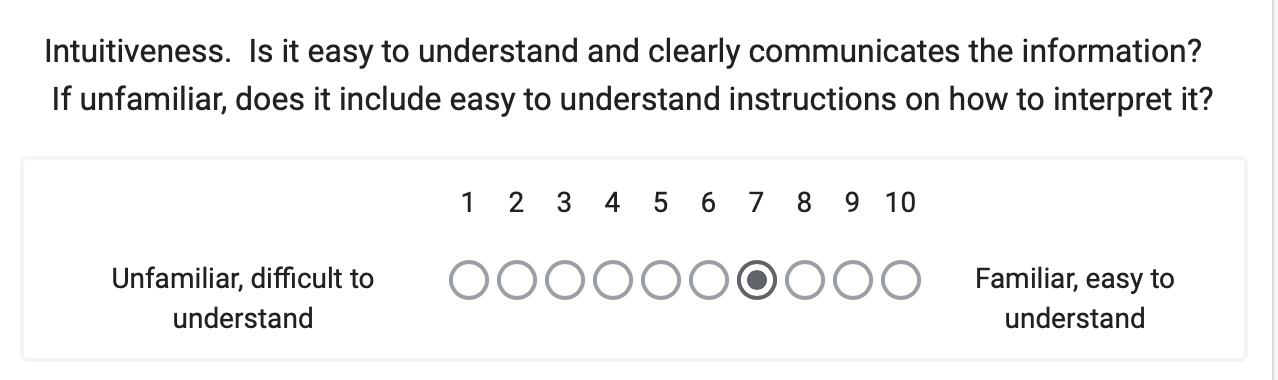 Intuitiveness.  Is it easy to understand and clearly communicates the information?
If unfamiliar, does it include easy to understand instructions on how to interpret it?
1 2 3 4 5 6 7 8 9 10
Unfamiliar, difficult to
understand
Familiar, easy to
understand